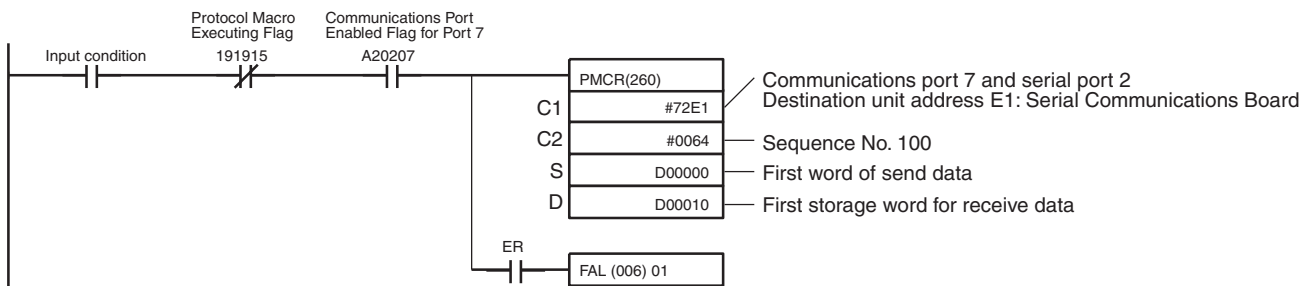 Protocol Macro
Executing Flag
Communications Port
Enabled Flag for Port 7
Input condition
191915
A20207
PMCR(260)
C1
#72E1
Communications port 7 and serial port 2
Destination unit address E1: Serial Communications Board
C2
#0064
Sequence No. 100
S
D00000
First word of send data
D
D00010
First storage word for receive data
ER
FAL (006) 01